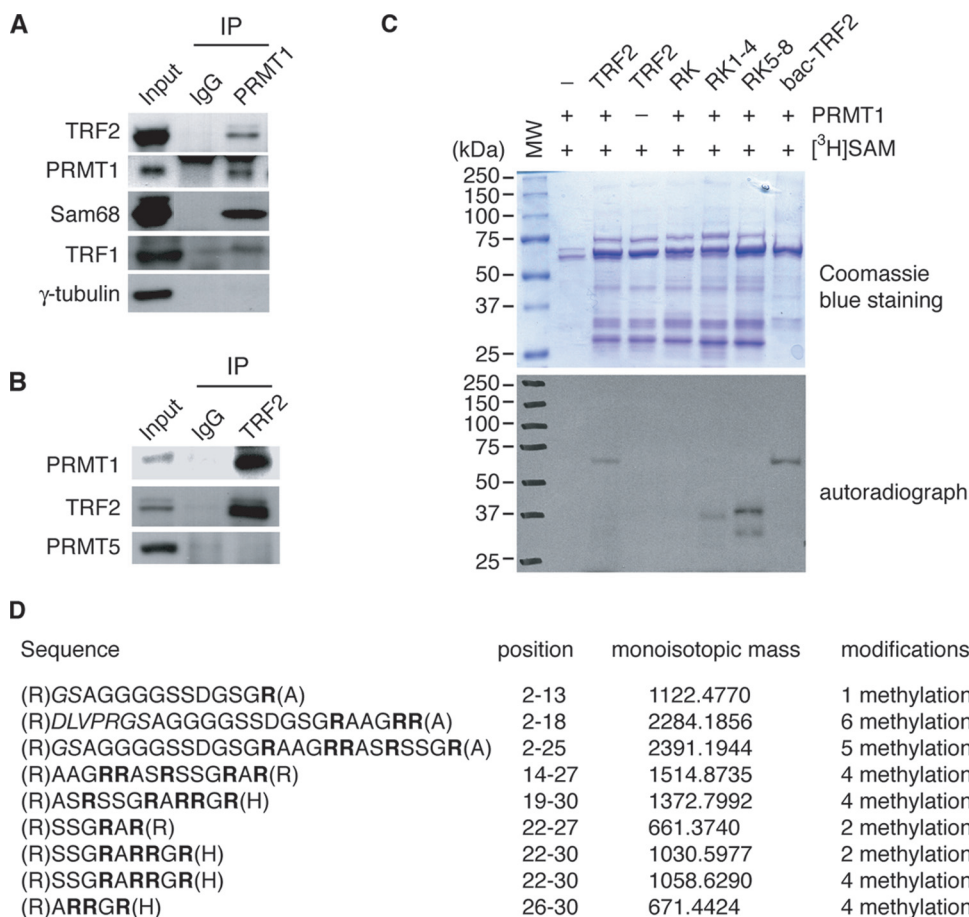 A
IP
Input IgG PRMT1
TRF2
PRMT1
Sam68
TRF1
γ-tubulin
B
IP
Input IgG TRF2
PRMT1
TRF2
PRMT5
C
– TRF2 TRF2 RK RK1-4 RK5-8 bac-TRF2
+ + – + + + + PRMT1
(kDa) MW + + + + + + + [³H]SAM
250
150
100
75
50
37
25
Coomassie
blue staining
250
150
100
75
50
37
25
autoradiograph
D
Sequence position monoisotopic mass modifications
(R)GSAGGGGSSDGSGR(A) 2-13 1122.4770 1 methylation
(R)DLVPRGSAGGGGSSDGSGRAAGRR(A) 2-18 2284.1856 6 methylation
(R)GSAGGGGSSDGSGRAAGRRASRSSGR(A) 2-25 2391.1944 5 methylation
(R)AAGRRASRSSGRAR(R) 14-27 1514.8735 4 methylation
(R)ASRSSGRARRGR(H) 19-30 1372.7992 4 methylation
(R)SSGRAR(R) 22-27 661.3740 2 methylation
(R)SSGRARRGR(H) 22-30 1030.5977 2 methylation
(R)SSGRARRGR(H) 22-30 1058.6290 4 methylation
(R)ARRGR(H) 26-30 671.4424 4 methylation